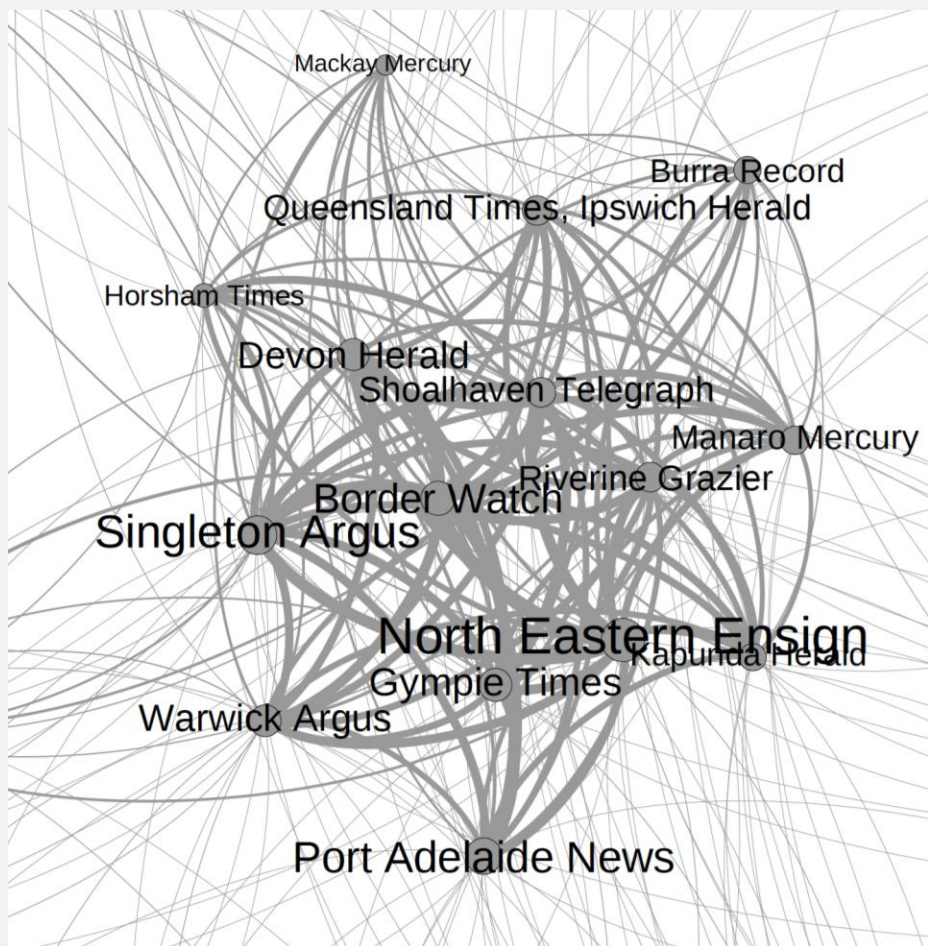 Mackay Mercury
Burra Record
Queensland Times, Ipswich Herald
Horsham Times
Devon Herald
Shoalhaven Telegraph
Manaro Mercury
Riverine Grazier
Border Watch
Singleton Argus
North Eastern Ensign
Kapunda Herald
Gympie Times
Warwick Argus
Port Adelaide News